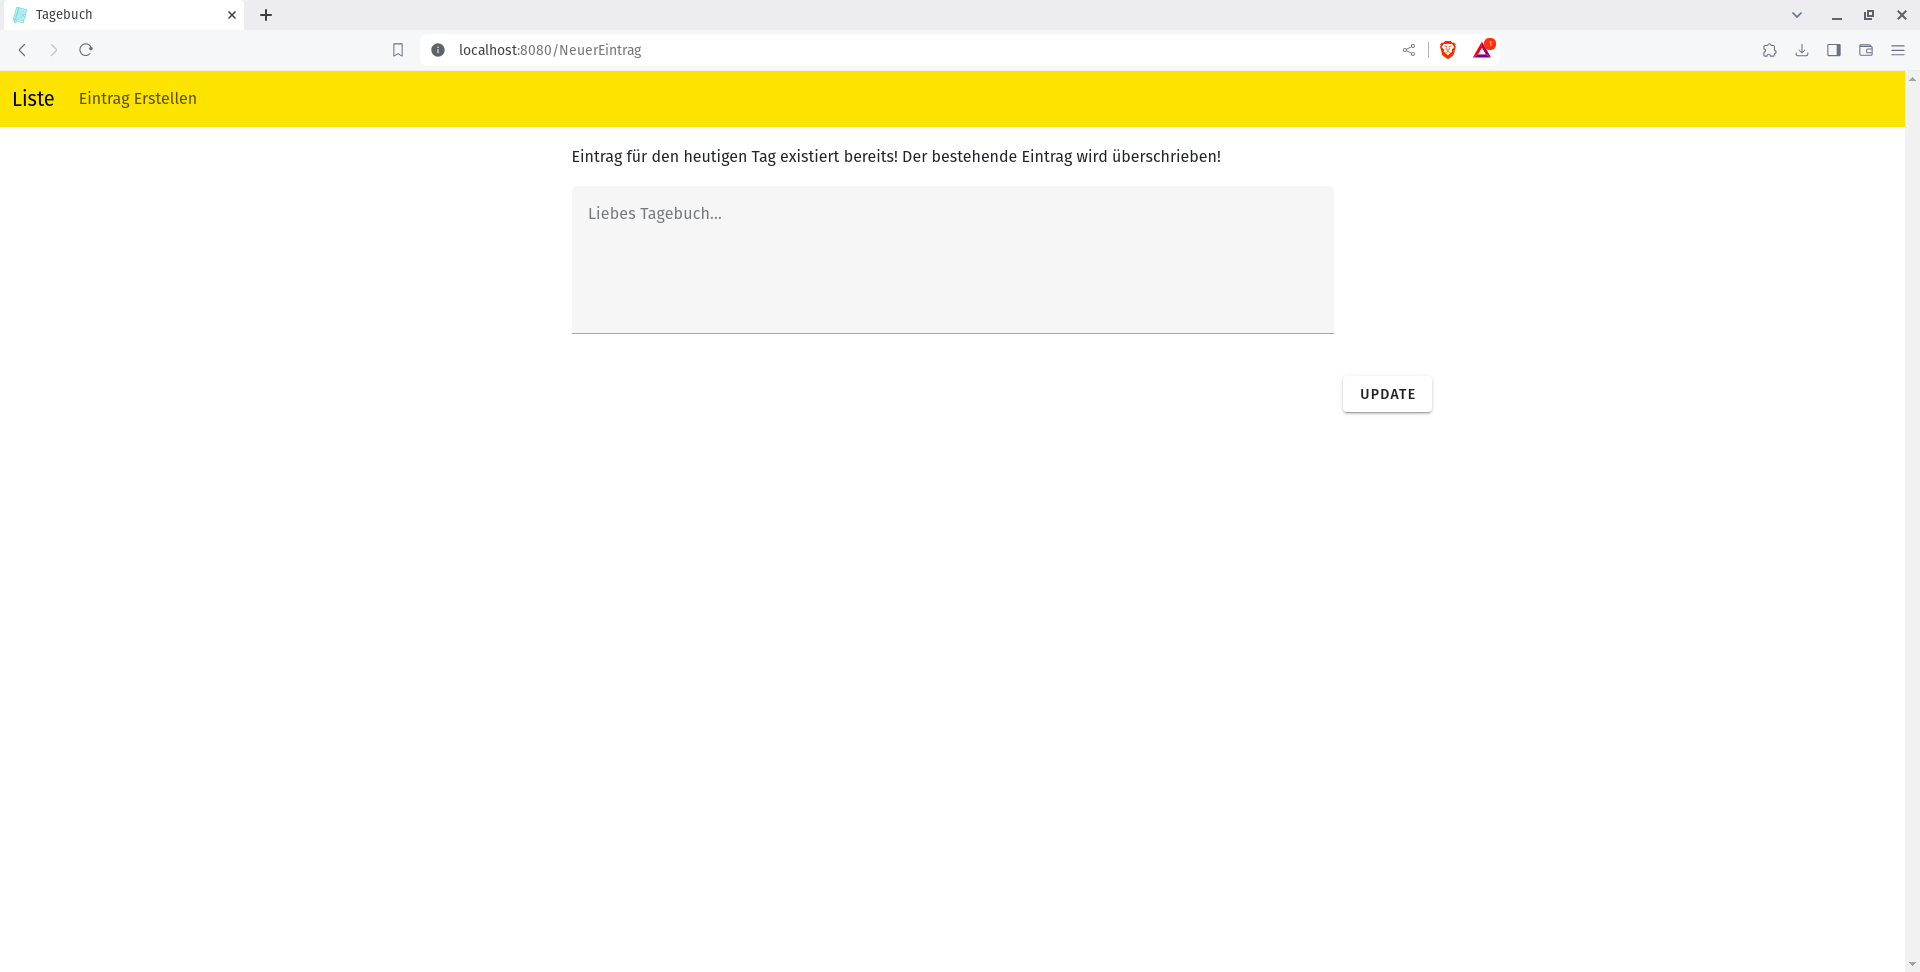 Tagebuch
localhost:8080/NeuerEintrag
Liste Eintrag Erstellen
Eintrag für den heutigen Tag existiert bereits! Der bestehende Eintrag wird überschrieben!
Liebes Tagebuch...
UPDATE